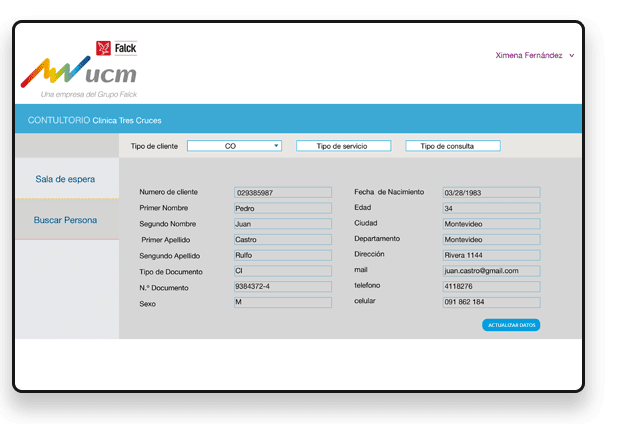 Falck
ucm
Una empresa del Grupo Falck
Ximena Fernández
CONTULTORIO Clinica Tres Cruces
Tipo de cliente CO Tipo de servicio Tipo de consulta
Sala de espera
Buscar Persona
Numero de cliente 029385987
Primer Nombre Pedro
Segundo Nombre Juan
Primer Apellido Castro
Sengundo Apellido Rulfo
Tipo de Documento CI
N.º Documento 9384372-4
Sexo M
Fecha de Nacimiento 03/28/1983
Edad 34
Ciudad Montevideo
Departamento Montevideo
Dirección Rivera 1144
mail juan.castro@gmail.com
telefono 4118276
celular 091 862 184
ACTUALIZAR DATOS